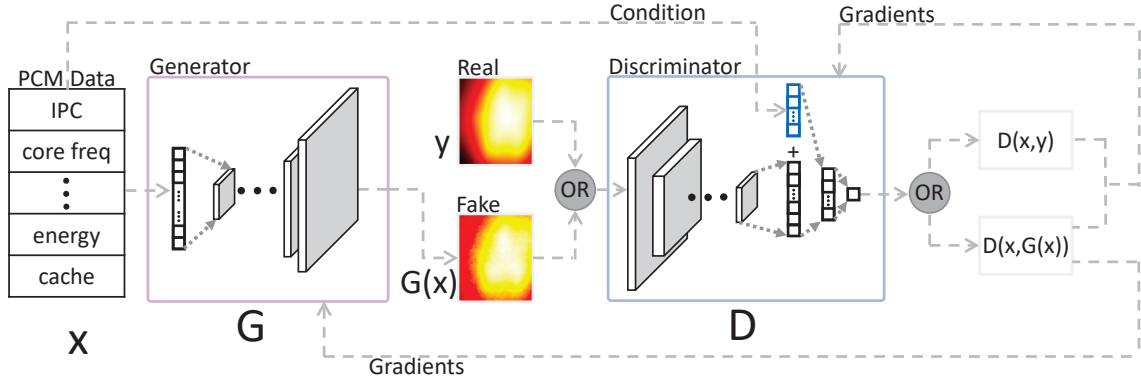 Condition
Gradients
PCM Data
Generator
Real
Discriminator
IPC
core freq
energy
cache
y
+
OR
OR
D(x,y)
Fake
D(x,G(x))
G(x)
x
G
D
Gradients